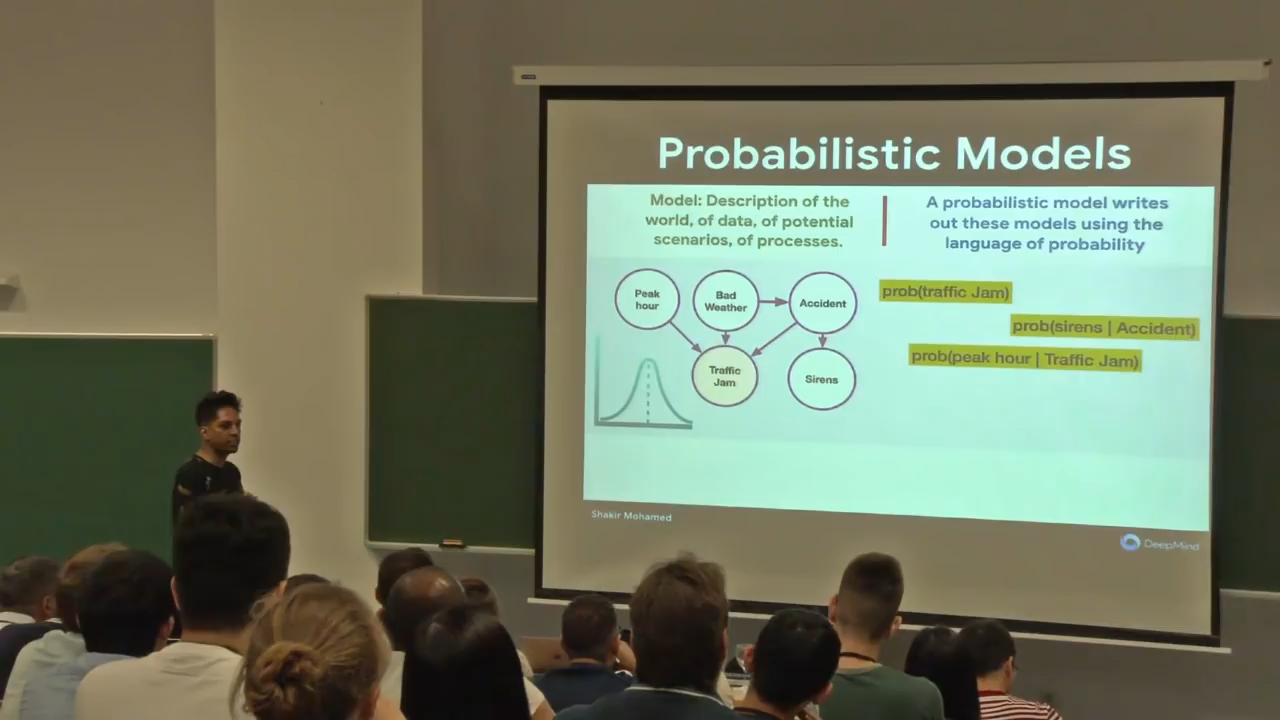 Probabilistic Models
Model: Description of the
world, of data, of potential
scenarios, of processes.
A probabilistic model writes
out these models using the
language of probability
Peak
hour
Bad
Weather
Accident
Traffic
Jam
Sirens
prob(traffic Jam)
prob(sirens | Accident)
prob(peak hour | Traffic Jam)
Shakir Mohamed
DeepMind